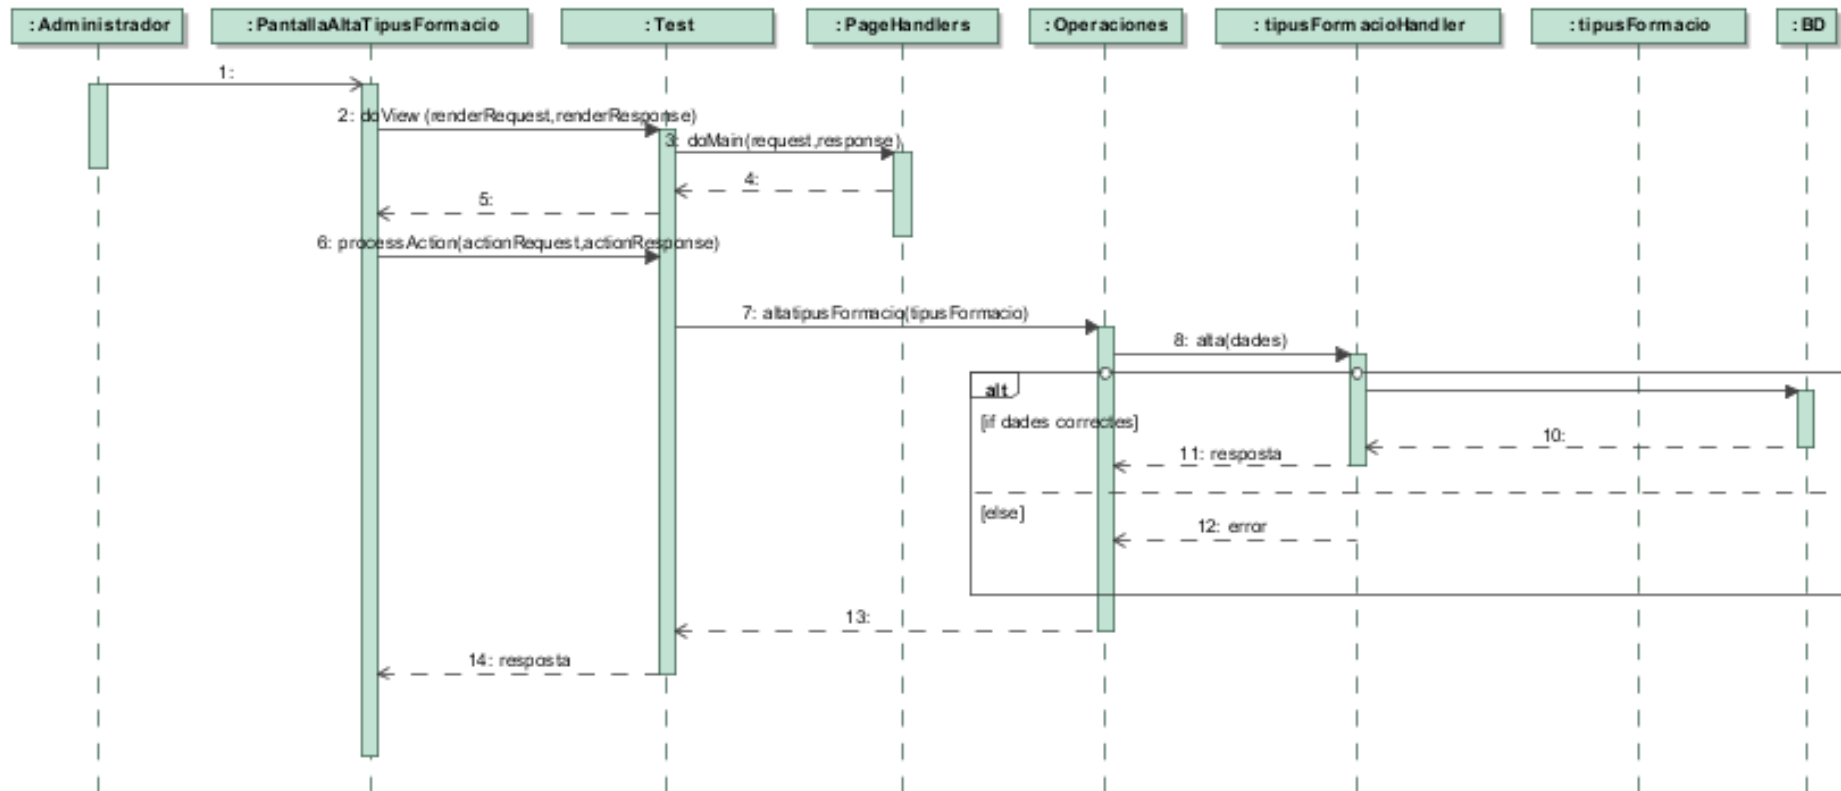 : Administrador
: PantallaAltaTipusFormacio
: Test
: PageHandlers
: Operaciones
: tipusFormacioHandler
: tipusFormacio
: BD
1:
2: doView (renderRequest,renderResponse)
3: doMain(request,response)
4:
5:
6: processAction(actionRequest,actionResponse)
7: altatipusFormacio(tipusFormacio)
8: alta(dades)
alt
[if dades correctes]
10:
11: resposta
[else]
12: error
13:
14: resposta